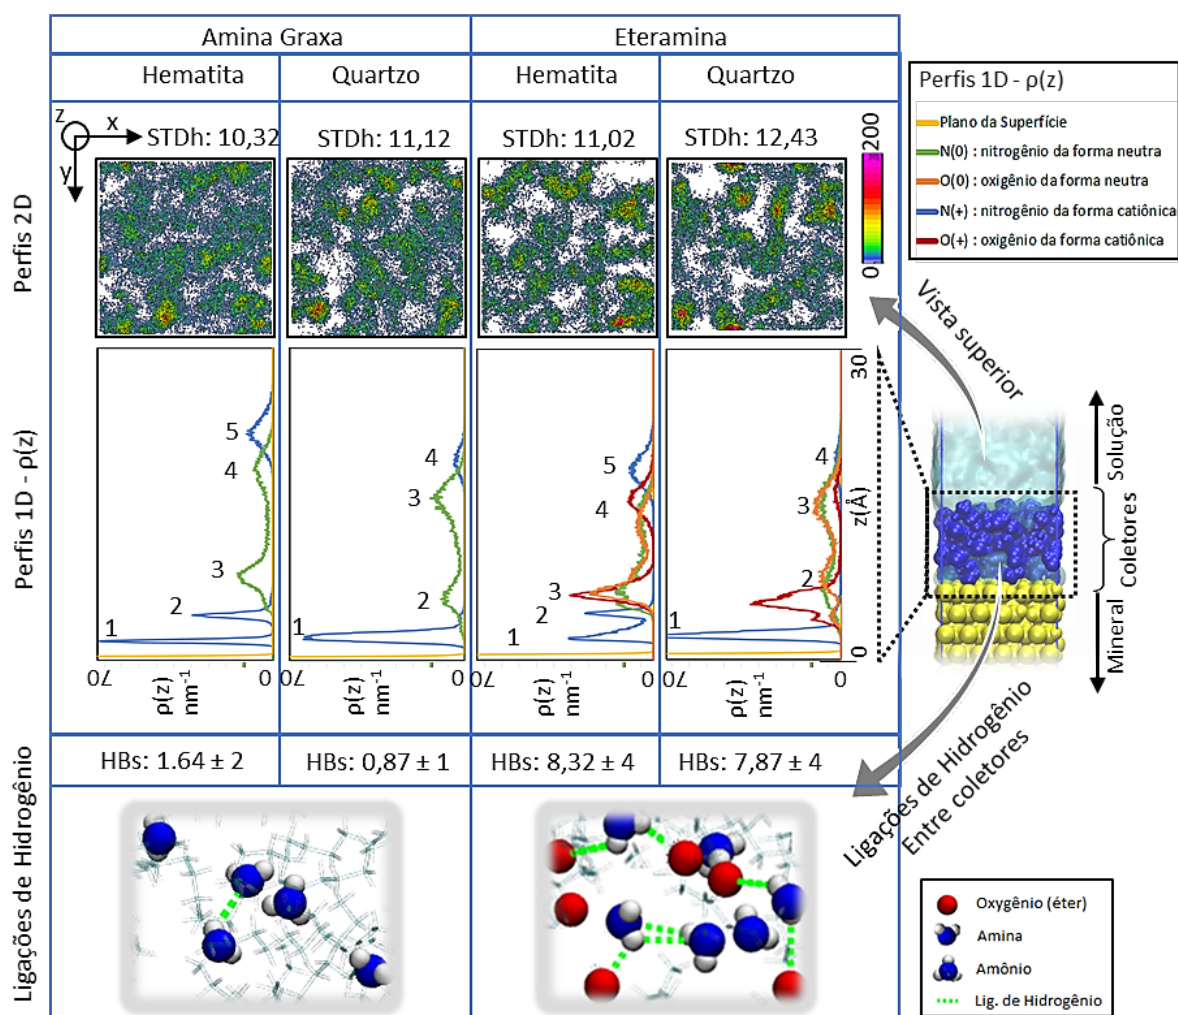 Amina Graxa
Eteramina
Hematita
Quartzo
Hematita
Quartzo
z
x
y
STDh: 10,32
STDh: 11,12
STDh: 11,02
STDh: 12,43
200
0
Perfis 2D
Perfis 1D - ρ(z)
Plano da Superfície
N(0) : nitrogênio da forma neutra
O(0) : oxigênio da forma neutra
N(+) : nitrogênio da forma catiônica
O(+) : oxigênio da forma catiônica
Vista superior
Perfis 1D - ρ(z)
5
4
3
2
1
4
3
2
1
5
4
3
2
1
4
3
2
1
30
z(Å)
0
70
ρ(z)
nm⁻¹
0
70
ρ(z)
nm⁻¹
0
70
ρ(z)
nm⁻¹
0
70
ρ(z)
nm⁻¹
0
Solução
Coletores
Mineral
Ligações de Hidrogênio
Entre coletores
HBs: 1.64 ± 2
HBs: 0,87 ± 1
HBs: 8,32 ± 4
HBs: 7,87 ± 4
Ligações de Hidrogênio
Oxygênio (éter)
Amina
Amônio
Lig. de Hidrogênio